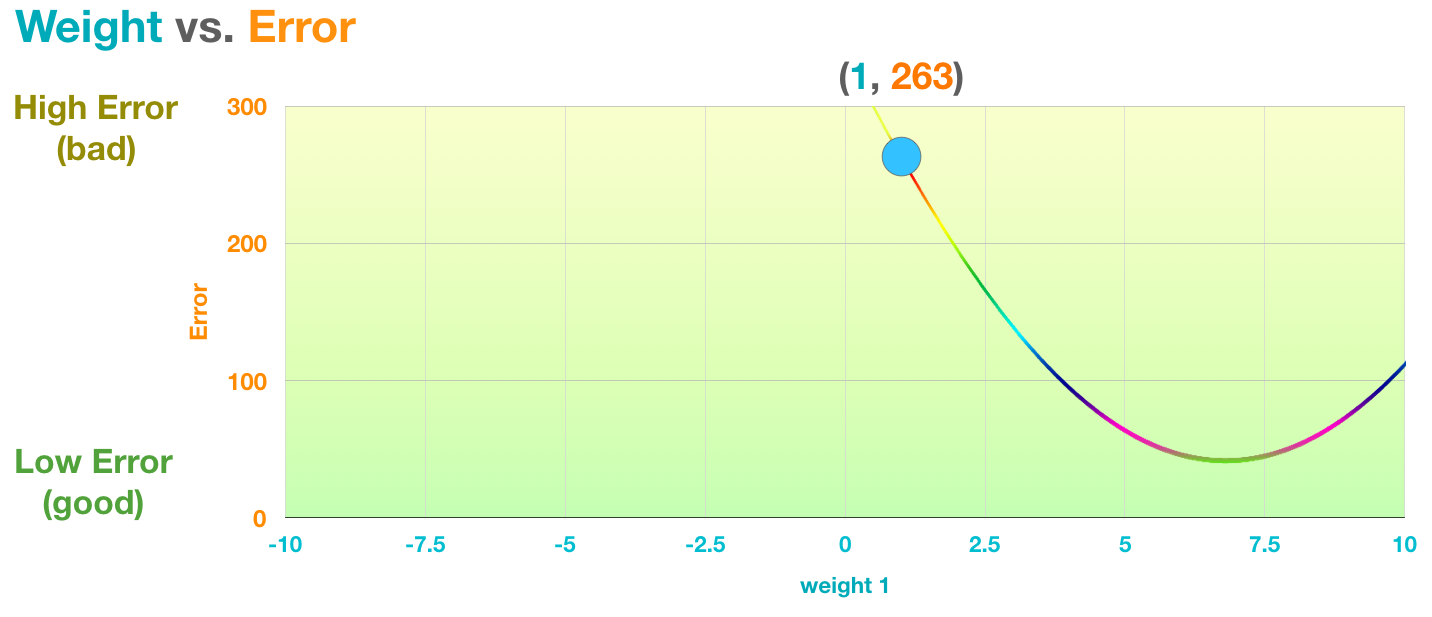 Weight vs. Error
(1, 263)
High Error
(bad)
300
200
Error
100
Low Error
(good)
0
-10 -7.5 -5 -2.5 0 2.5 5 7.5 10
weight 1